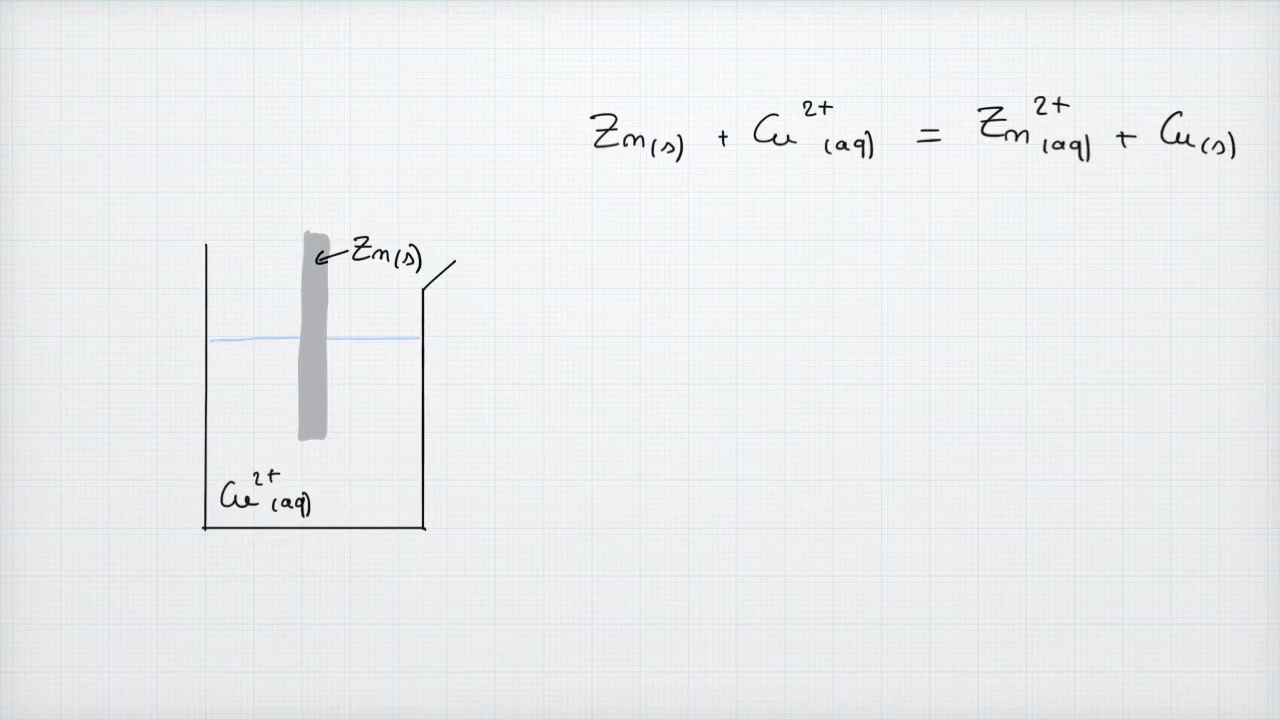 Zn(s) + Cu²⁺(aq) = Zn²⁺(aq) + Cu(s)
Zn(s)
Cu²⁺(aq)